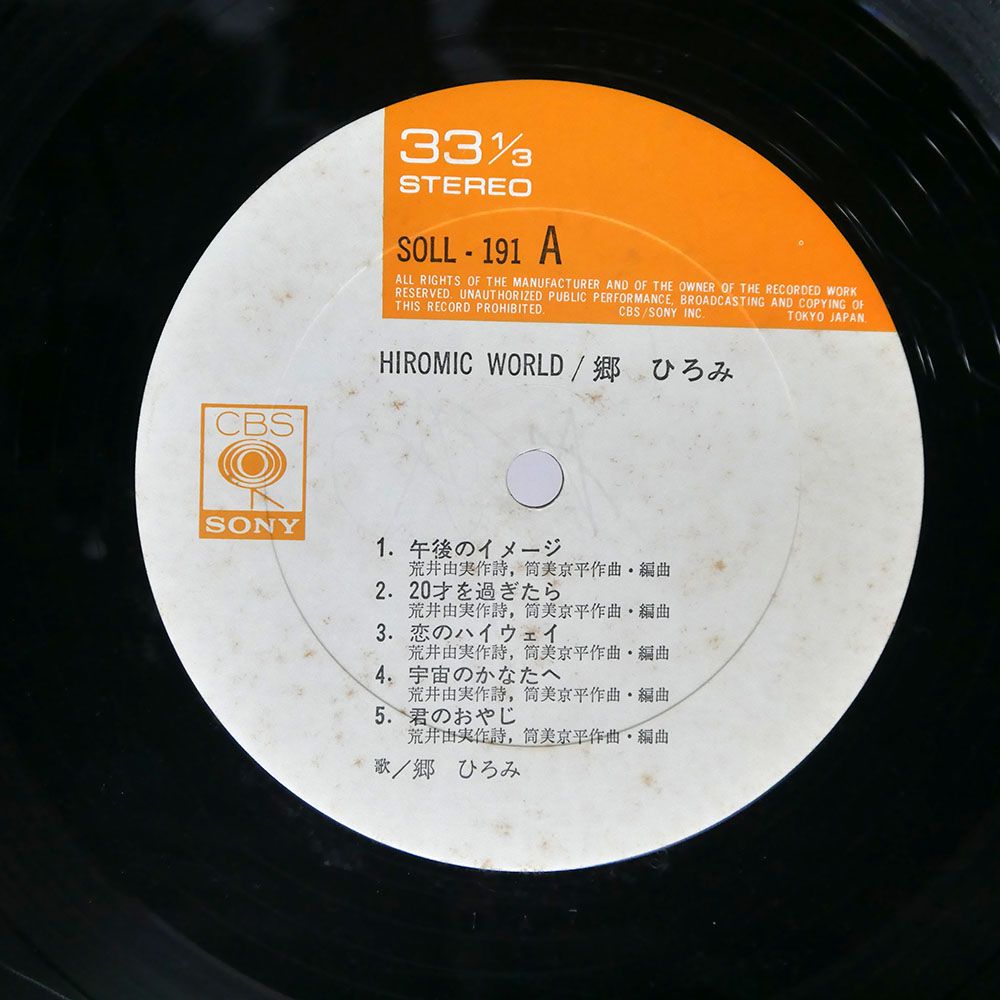 33 1/3
STEREO
SOLL - 191 A
ALL RIGHTS OF THE MANUFACTURER AND OF THE OWNER OF THE RECORDED WORK
RESERVED. UNAUTHORIZED PUBLIC PERFORMANCE, BROADCASTING AND COPYING OF
THIS RECORD PROHIBITED. CBS/SONY INC. TOKYO JAPAN.
HIROMIC WORLD / 郷 ひろみ
CBS
SONY
1. 午後のイメージ
荒井由実作詩, 筒美京平作曲・編曲
2. 20才を過ぎたら
荒井由実作詩, 筒美京平作曲・編曲
3. 恋のハイウェイ
荒井由実作詩, 筒美京平作曲・編曲
4. 宇宙のかなたへ
荒井由実作詩, 筒美京平作曲・編曲
5. 君のおやじ
荒井由実作詩, 筒美京平作曲・編曲
歌/郷 ひろみ